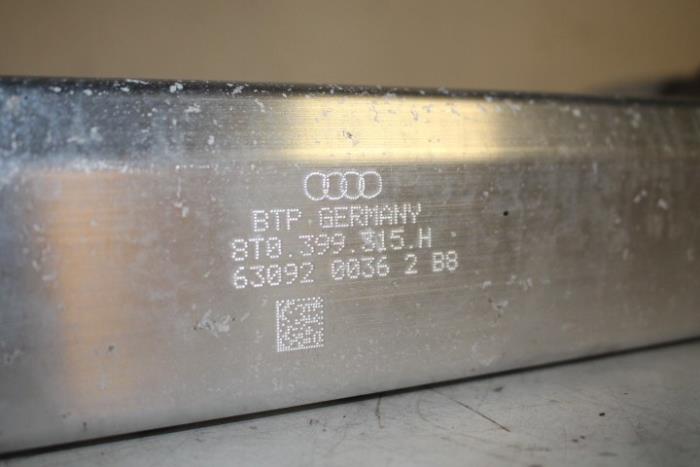 BTP GERMANY
8T0.399.315.H
63092 0036 2 B8